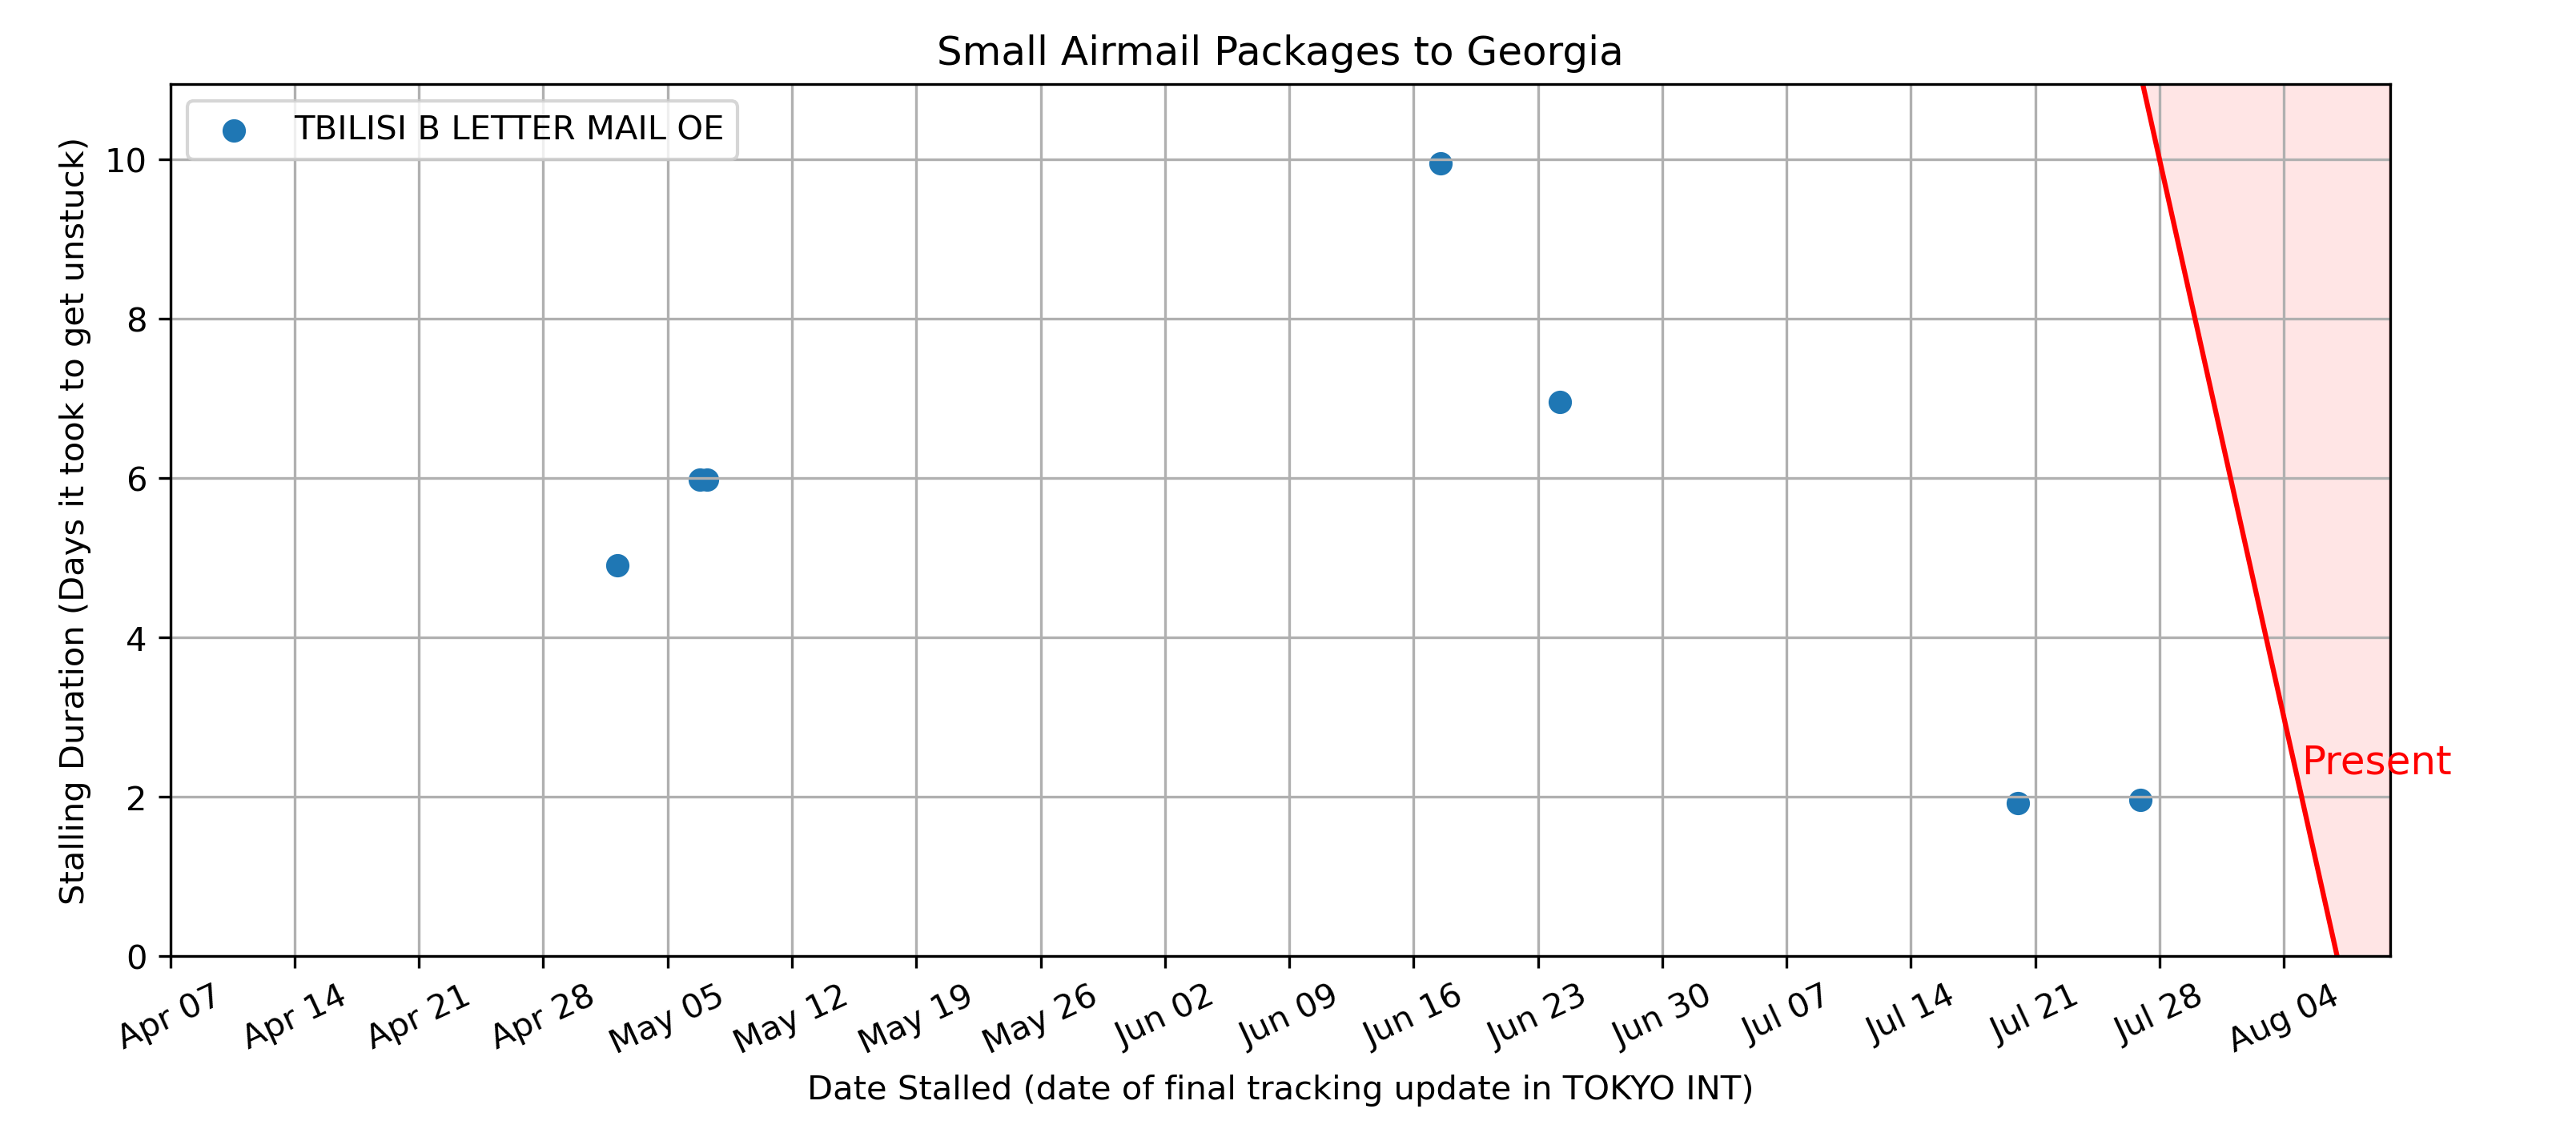 Small Airmail Packages to Georgia
TBILISI B LETTER MAIL OE
Stalling Duration (Days it took to get unstuck)
10
8
6
4
2
0
Present
Apr 07
Apr 14
Apr 21
Apr 28
May 05
May 12
May 19
May 26
Jun 02
Jun 09
Jun 16
Jun 23
Jun 30
Jul 07
Jul 14
Jul 21
Jul 28
Aug 04
Date Stalled (date of final tracking update in TOKYO INT)